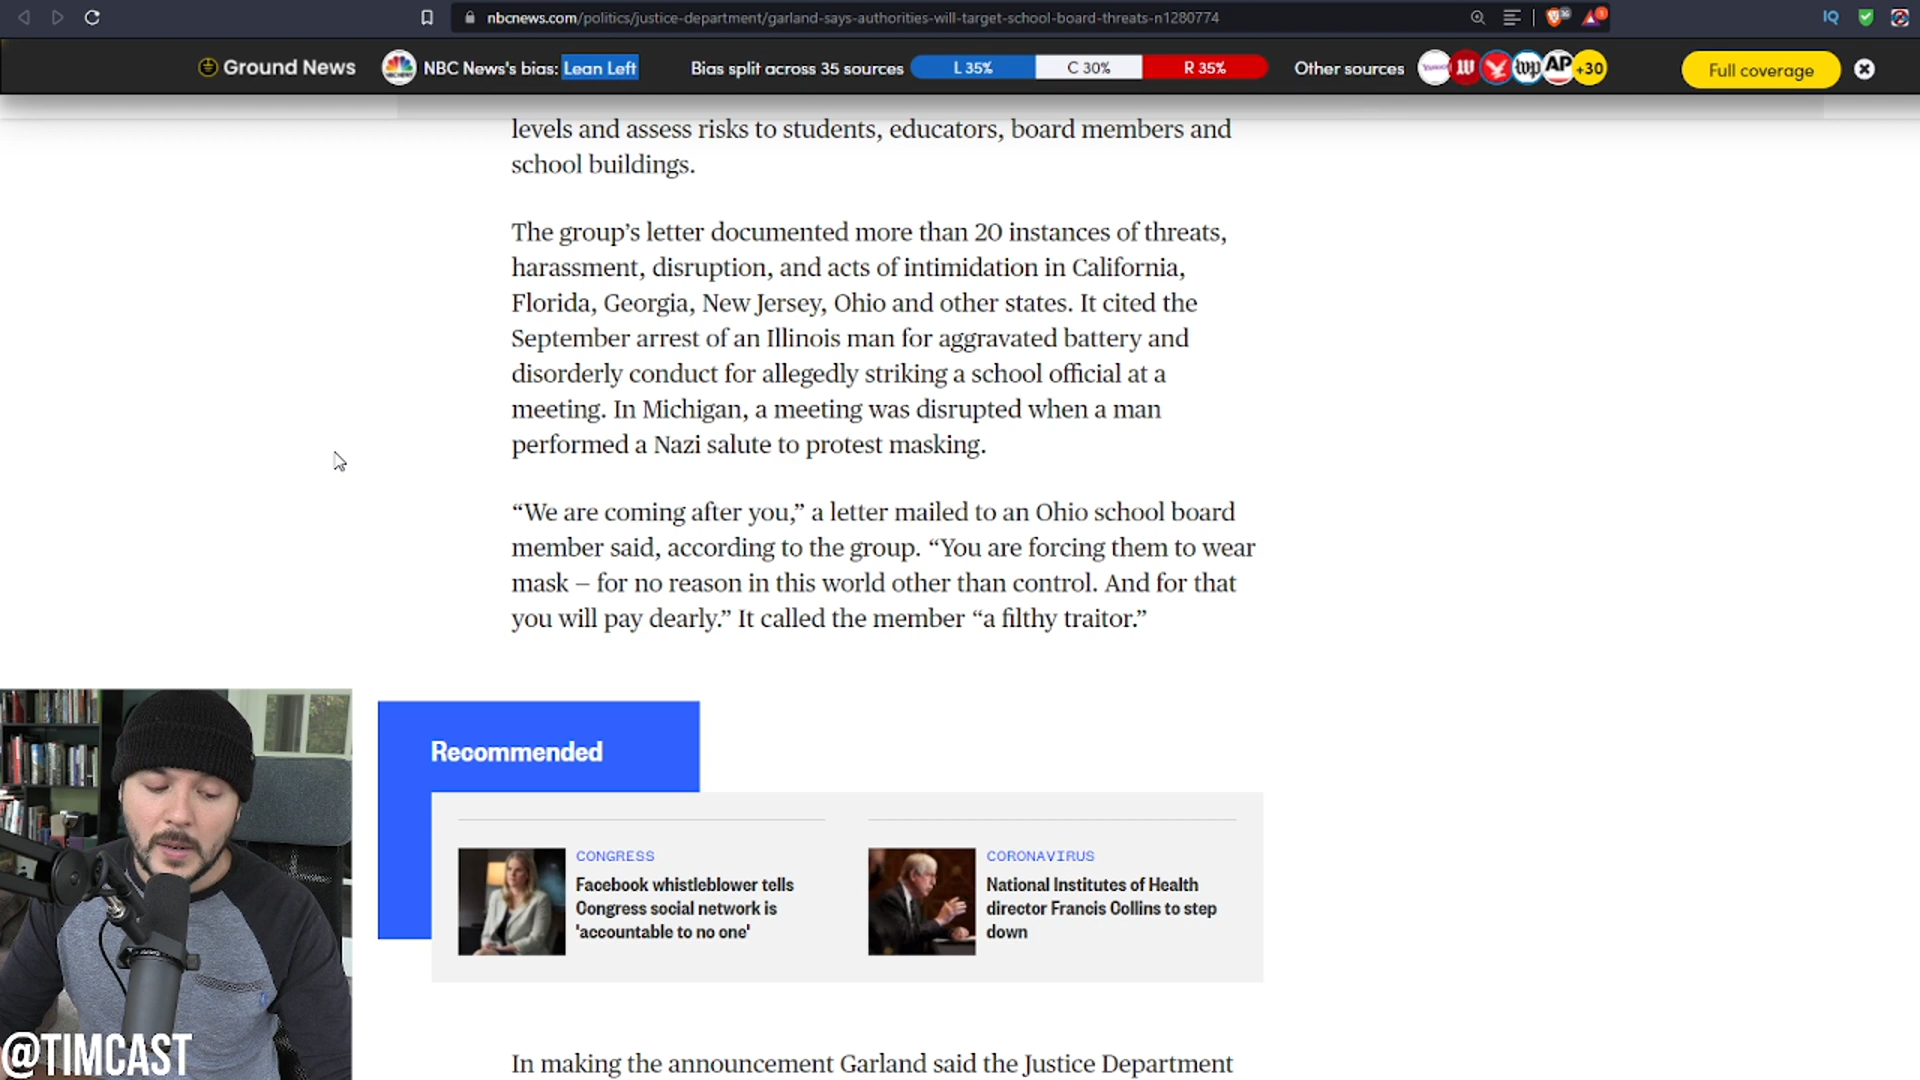 nbcnews.com/politics/justice-department/garland-says-authorities-will-target-school-board-threats-n1280774
IQ
Ground News
NBC News's bias: Lean Left
Bias split across 35 sources
L 35%
C 30%
R 35%
Other sources
wp
AP
+30
Full coverage
levels and assess risks to students, educators, board members and
school buildings.
The group’s letter documented more than 20 instances of threats,
harassment, disruption, and acts of intimidation in California,
Florida, Georgia, New Jersey, Ohio and other states. It cited the
September arrest of an Illinois man for aggravated battery and
disorderly conduct for allegedly striking a school official at a
meeting. In Michigan, a meeting was disrupted when a man
performed a Nazi salute to protest masking.
“We are coming after you,” a letter mailed to an Ohio school board
member said, according to the group. “You are forcing them to wear
mask — for no reason in this world other than control. And for that
you will pay dearly.” It called the member “a filthy traitor.”
Recommended
CONGRESS
Facebook whistleblower tells
Congress social network is
'accountable to no one'
CORONAVIRUS
National Institutes of Health
director Francis Collins to step
down
@TIMCAST
In making the announcement Garland said the Justice Department